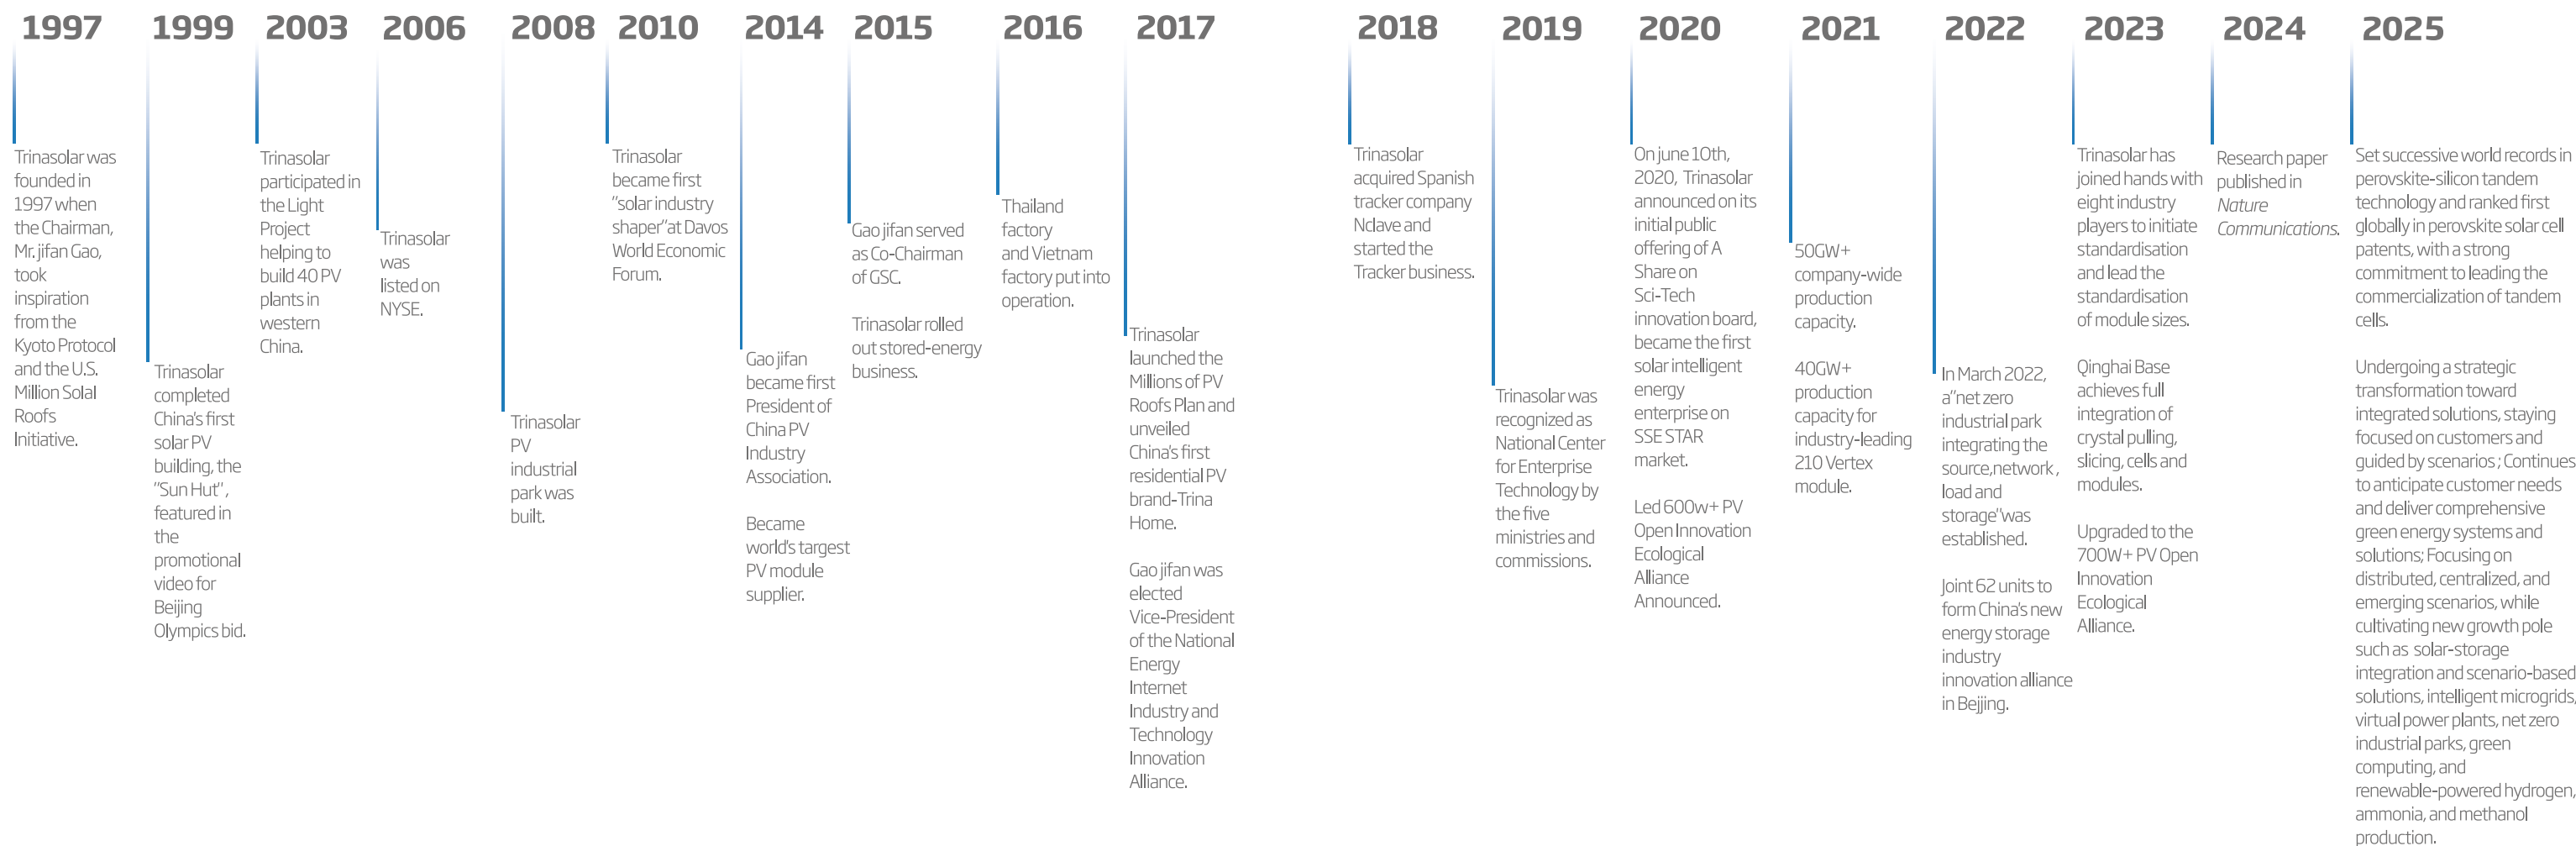 1997
Trinasolar was
founded in
1997 when
the Chairman,
Mr. jifan Gao,
took
inspiration
from the
Kyoto Protocol
and the U.S.
Million Solal
Roofs
Initiative.
1999
Trinasolar
completed
China's first
solar PV
building, the
"Sun Hut",
featured in
the
promotional
video for
Beijing
Olympics bid.
2003
Trinasolar
participated in
the Light
Project
helping to
build 40 PV
plants in
western
China.
2006
Trinasolar
was
listed on
NYSE.
2008
Trinasolar
PV
industrial
park was
built.
2010
Trinasolar
became first
"solar industry
shaper"at Davos
World Economic
Forum.
2014
Gao jifan
became first
President of
China PV
Industry
Association.
Became
world's targest
PV module
supplier.
2015
Gao jifan served
as Co-Chairman
of GSC.
Trinasolar rolled
out stored-energy
business.
2016
Thailand
factory
and Vietnam
factory put into
operation.
2017
Trinasolar
launched the
Millions of PV
Roofs Plan and
unveiled
China's first
residential PV
brand-Trina
Home.
Gao jifan was
elected
Vice-President
of the National
Energy
Internet
Industry and
Technology
Innovation
Alliance.
2018
Trinasolar
acquired Spanish
tracker company
Nclave and
started the
Tracker business.
2019
Trinasolar was
recognized as
National Center
for Enterprise
Technology by
the five
ministries and
commissions.
2020
On june 10th,
2020, Trinasolar
announced on its
initial public
offering of A
Share on
Sci-Tech
innovation board,
became the first
solar intelligent
energy
enterprise on
SSE STAR
market.
Led 600w+ PV
Open Innovation
Ecological
Alliance
Announced.
2021
50GW+
company-wide
production
capacity.
40GW+
production
capacity for
industry-leading
210 Vertex
module.
2022
In March 2022,
a"net zero
industrial park
integrating the
source,network ,
load and
storage"was
established.
Joint 62 units to
form China's new
energy storage
industry
innovation alliance
in Bejjing.
2023
Trinasolar has
joined hands with
eight industry
players to initiate
standardisation
and lead the
standardisation
of module sizes.
Qinghai Base
achieves full
integration of
crystal pulling,
slicing, cells and
modules.
Upgraded to the
700W+ PV Open
Innovation
Ecological
Alliance.
2024
Research paper
published in
Nature
Communications.
2025
Set successive world records in
perovskite-silicon tandem
technology and ranked first
globally in perovskite solar cell
patents, with a strong
commitment to leading the
commercialization of tandem
cells.
Undergoing a strategic
transformation toward
integrated solutions, staying
focused on customers and
guided by scenarios ; Continues
to anticipate customer needs
and deliver comprehensive
green energy systems and
solutions; Focusing on
distributed, centralized, and
emerging scenarios, while
cultivating new growth pole
such as solar-storage
integration and scenario-based
solutions, intelligent microgrids,
virtual power plants, net zero
industrial parks, green
computing, and
renewable-powered hydrogen,
ammonia, and methanol
production.